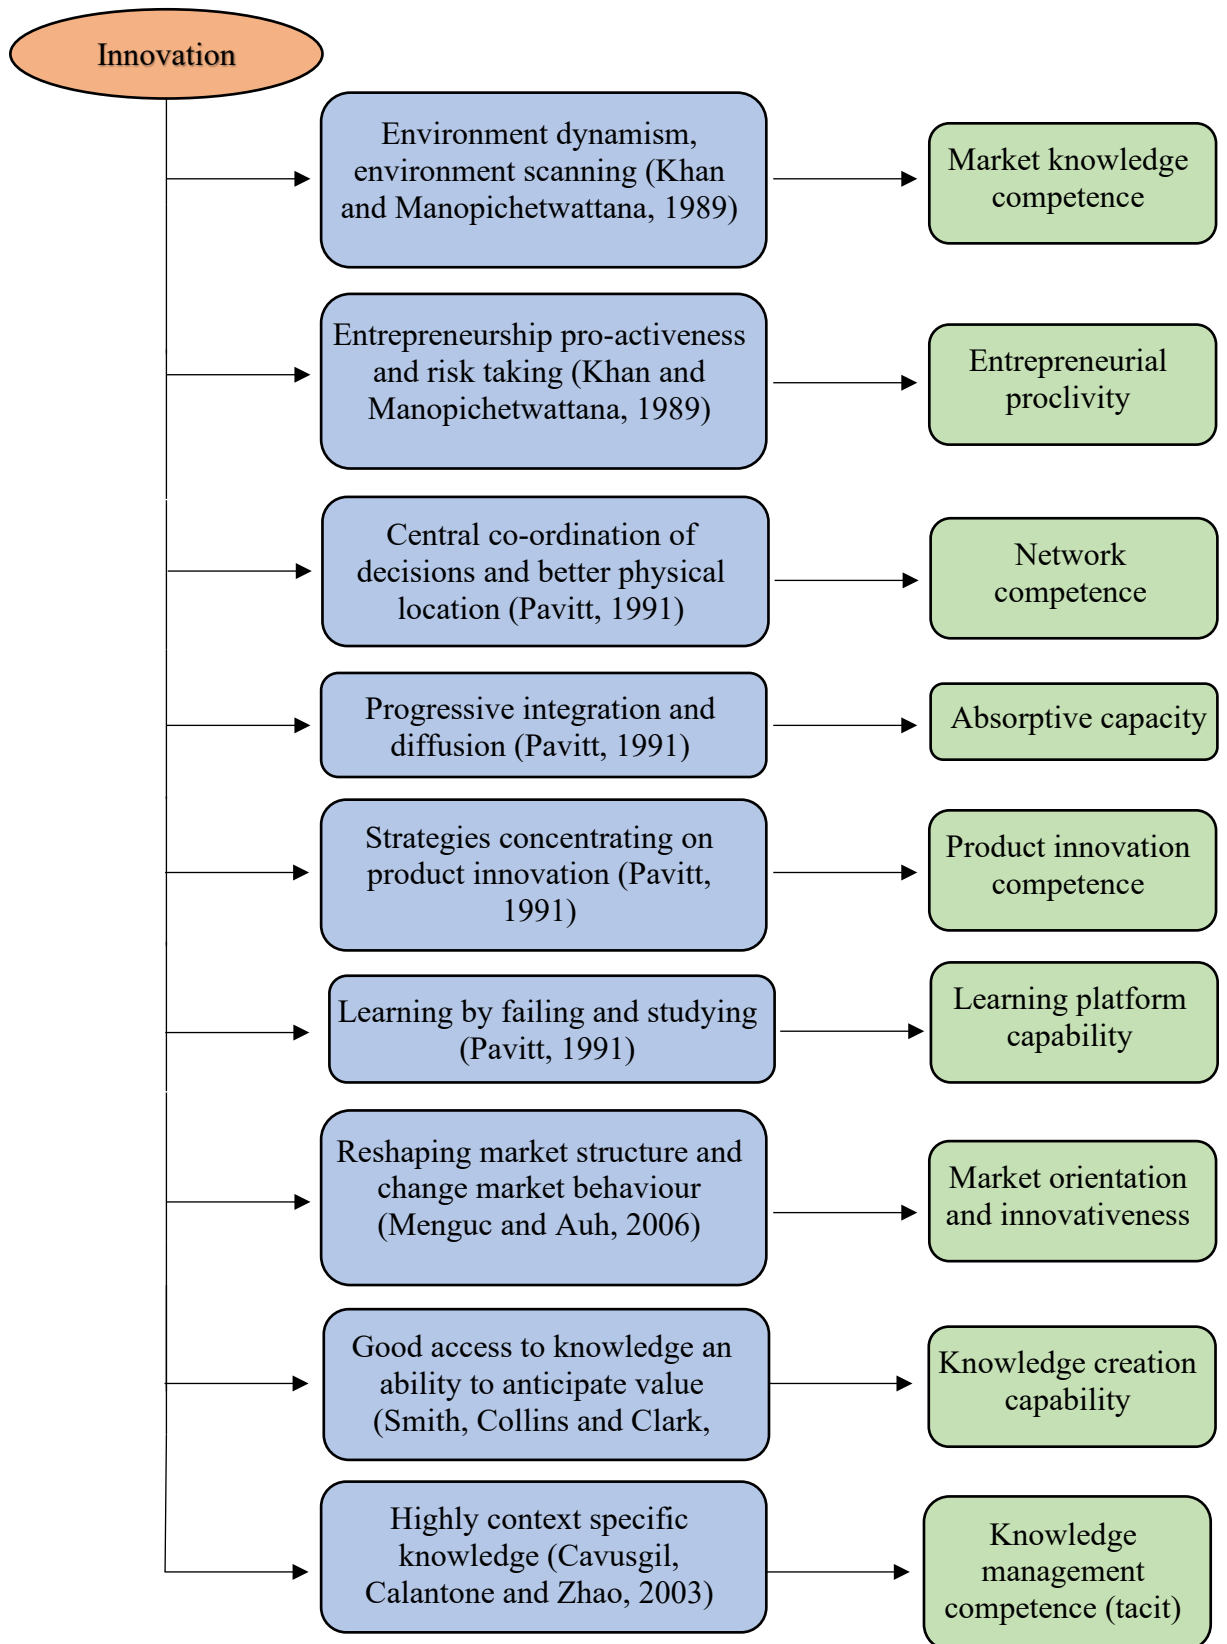 Innovation
Environment dynamism,
environment scanning (Khan
and Manopichetwattana, 1989)
Market knowledge
competence
Entrepreneurship pro-activeness
and risk taking (Khan and
Manopichetwattana, 1989)
Entrepreneurial
proclivity
Central co-ordination of
decisions and better physical
location (Pavitt, 1991)
Network
competence
Progressive integration and
diffusion (Pavitt, 1991)
Absorptive capacity
Strategies concentrating on
product innovation (Pavitt,
1991)
Product innovation
competence
Learning by failing and studying
(Pavitt, 1991)
Learning platform
capability
Reshaping market structure and
change market behaviour
(Menguc and Auh, 2006)
Market orientation
and innovativeness
Good access to knowledge an
ability to anticipate value
(Smith, Collins and Clark,
Knowledge creation
capability
Highly context specific
knowledge (Cavusgil,
Calantone and Zhao, 2003)
Knowledge
management
competence (tacit)